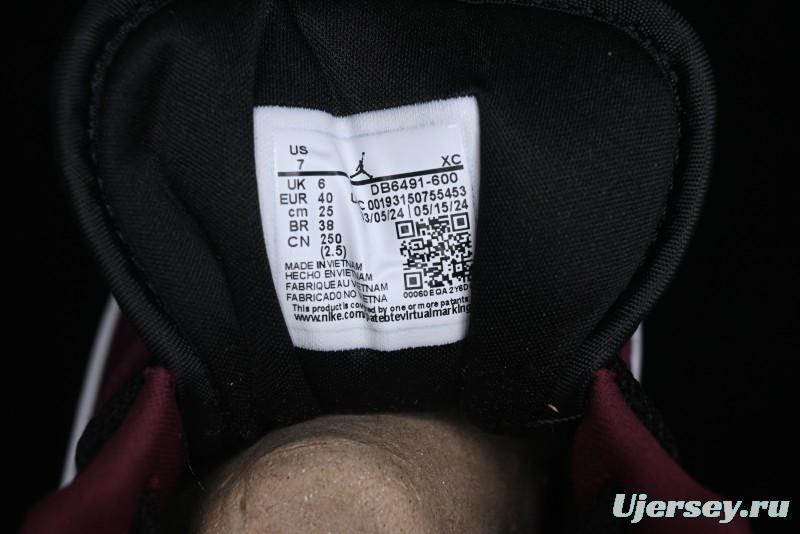 US
7
XC
UK 6
EUR 40
cm 25
BR 38
CN 250
(2.5)
DB6491-600
00193150755453
3/05/24 05/15/24
MADE IN VIETNAM
HECHO EN VIETNAM
FABRIQUE AU VIETNAM
FABRICADO NO VIETNA
00060EQA2Y6D
This product is covered by one or more patents
www.nike.com
Ujersey.ru